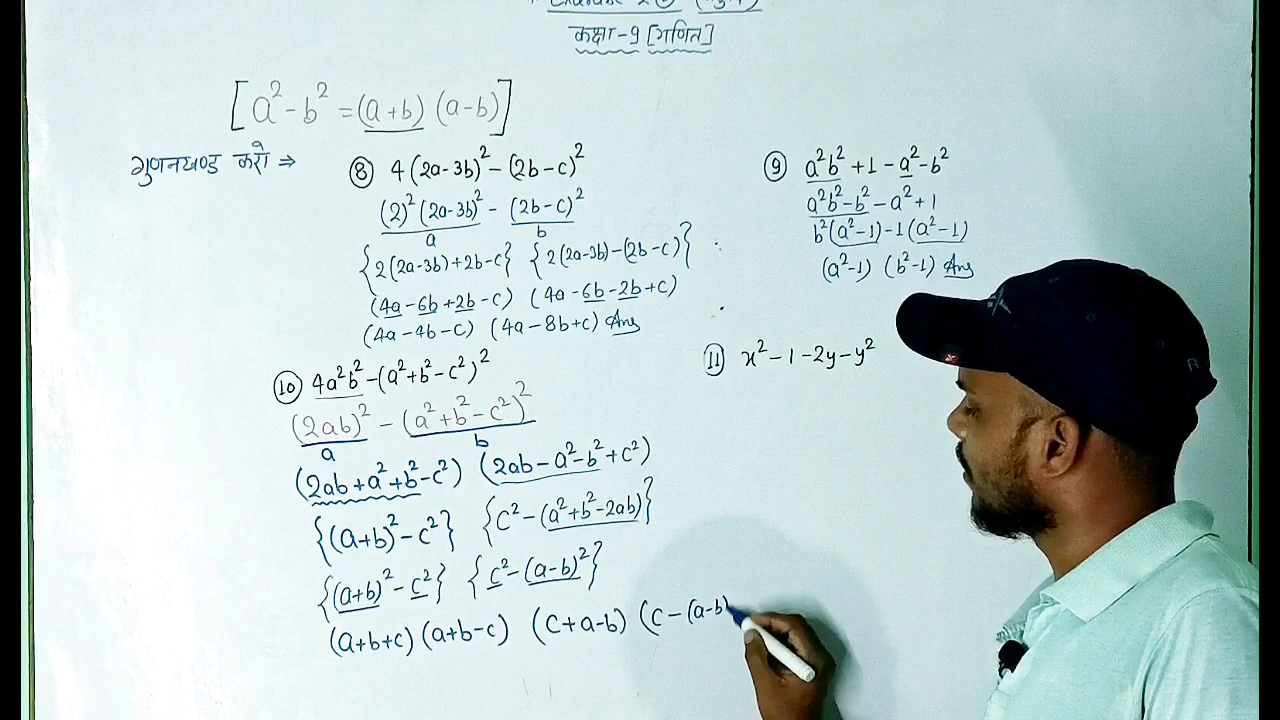 कक्षा-9 [गणित]
[a²-b² = (a+b) (a-b)]
गुणनखण्ड करो ⇒
⑧ 4(2a-3b)² - (2b-c)²
(2)² (2a-3b)² - (2b-c)²
a b
{2(2a-3b)+2b-c} {2(2a-3b)-(2b-c)}
(4a-6b+2b-c) (4a-6b-2b+c)
(4a-4b-c) (4a-8b+c) Ans
⑨ a²b²+1-a²-b²
a²b²-b²-a²+1
b²(a²-1)-1(a²-1)
(a²-1) (b²-1) Ans
⑩ 4a²b²-(a²+b²-c²)²
(2ab)² - (a²+b²-c²)²
a b
(2ab+a²+b²-c²) (2ab-a²-b²+c²)
{(a+b)²-c²} {c²-(a²+b²-2ab)}
{(a+b)²-c²} {c²-(a-b)²}
(a+b+c)(a+b-c) (c+a-b) (c-(a-b)
⑪ x²-1-2y-y²
R